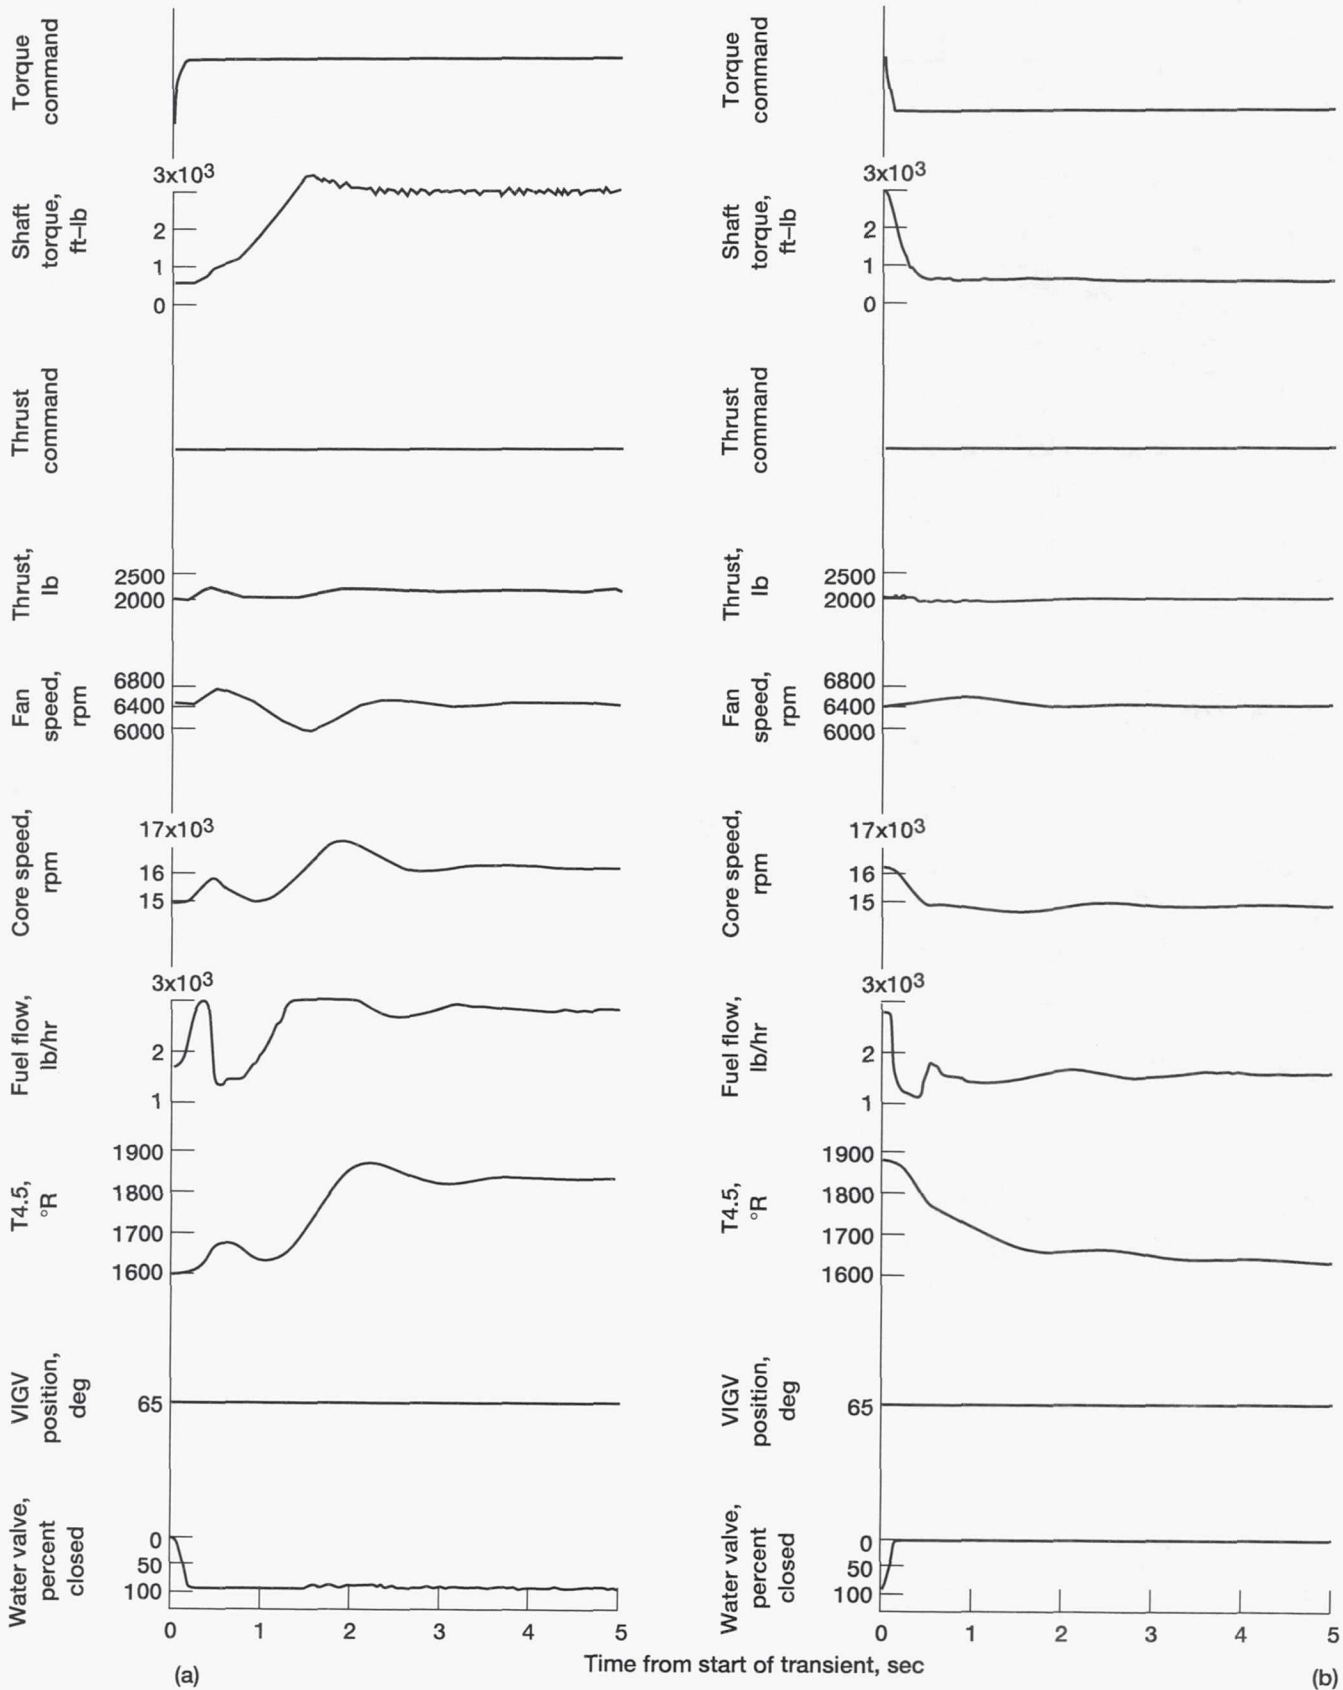 Torque
command
3x10³
Shaft
torque,
ft–lb
2
1
0
Thrust
command
Thrust,
lb
2500
2000
Fan
speed,
rpm
6800
6400
6000
Core speed,
rpm
17x10³
16
15
Fuel flow,
lb/hr
3x10³
2
1
T4.5,
°R
1900
1800
1700
1600
VIGV
position,
deg
65
Water valve,
percent
closed
0
50
100
0 1 2 3 4 5
(a)
Torque
command
3x10³
Shaft
torque,
ft–lb
2
1
0
Thrust
command
Thrust,
lb
2500
2000
Fan
speed,
rpm
6800
6400
6000
Core speed,
rpm
17x10³
16
15
Fuel flow,
lb/hr
3x10³
2
1
T4.5,
°R
1900
1800
1700
1600
VIGV
position,
deg
65
Water valve,
percent
closed
0
50
100
0 1 2 3 4 5
Time from start of transient, sec
(b)